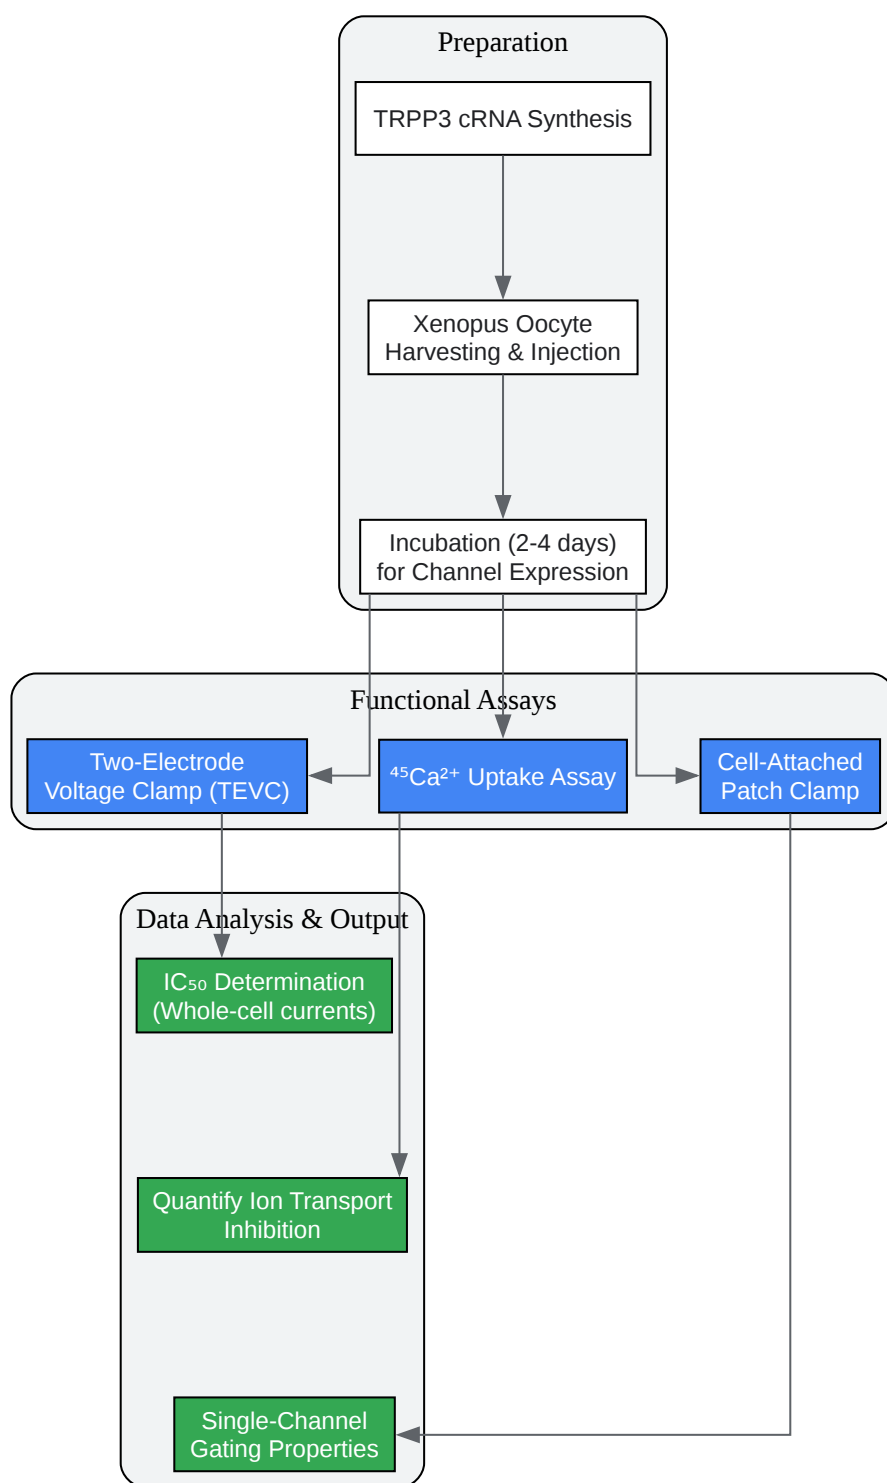 Preparation
TRPP3 cRNA Synthesis
Xenopus Oocyte
Harvesting & Injection
Incubation (2-4 days)
for Channel Expression
Functional Assays
Two-Electrode
Voltage Clamp (TEVC)
⁴⁵Ca²⁺ Uptake Assay
Cell-Attached
Patch Clamp
Data Analysis & Output
IC₅₀ Determination
(Whole-cell currents)
Quantify Ion Transport
Inhibition
Single-Channel
Gating Properties